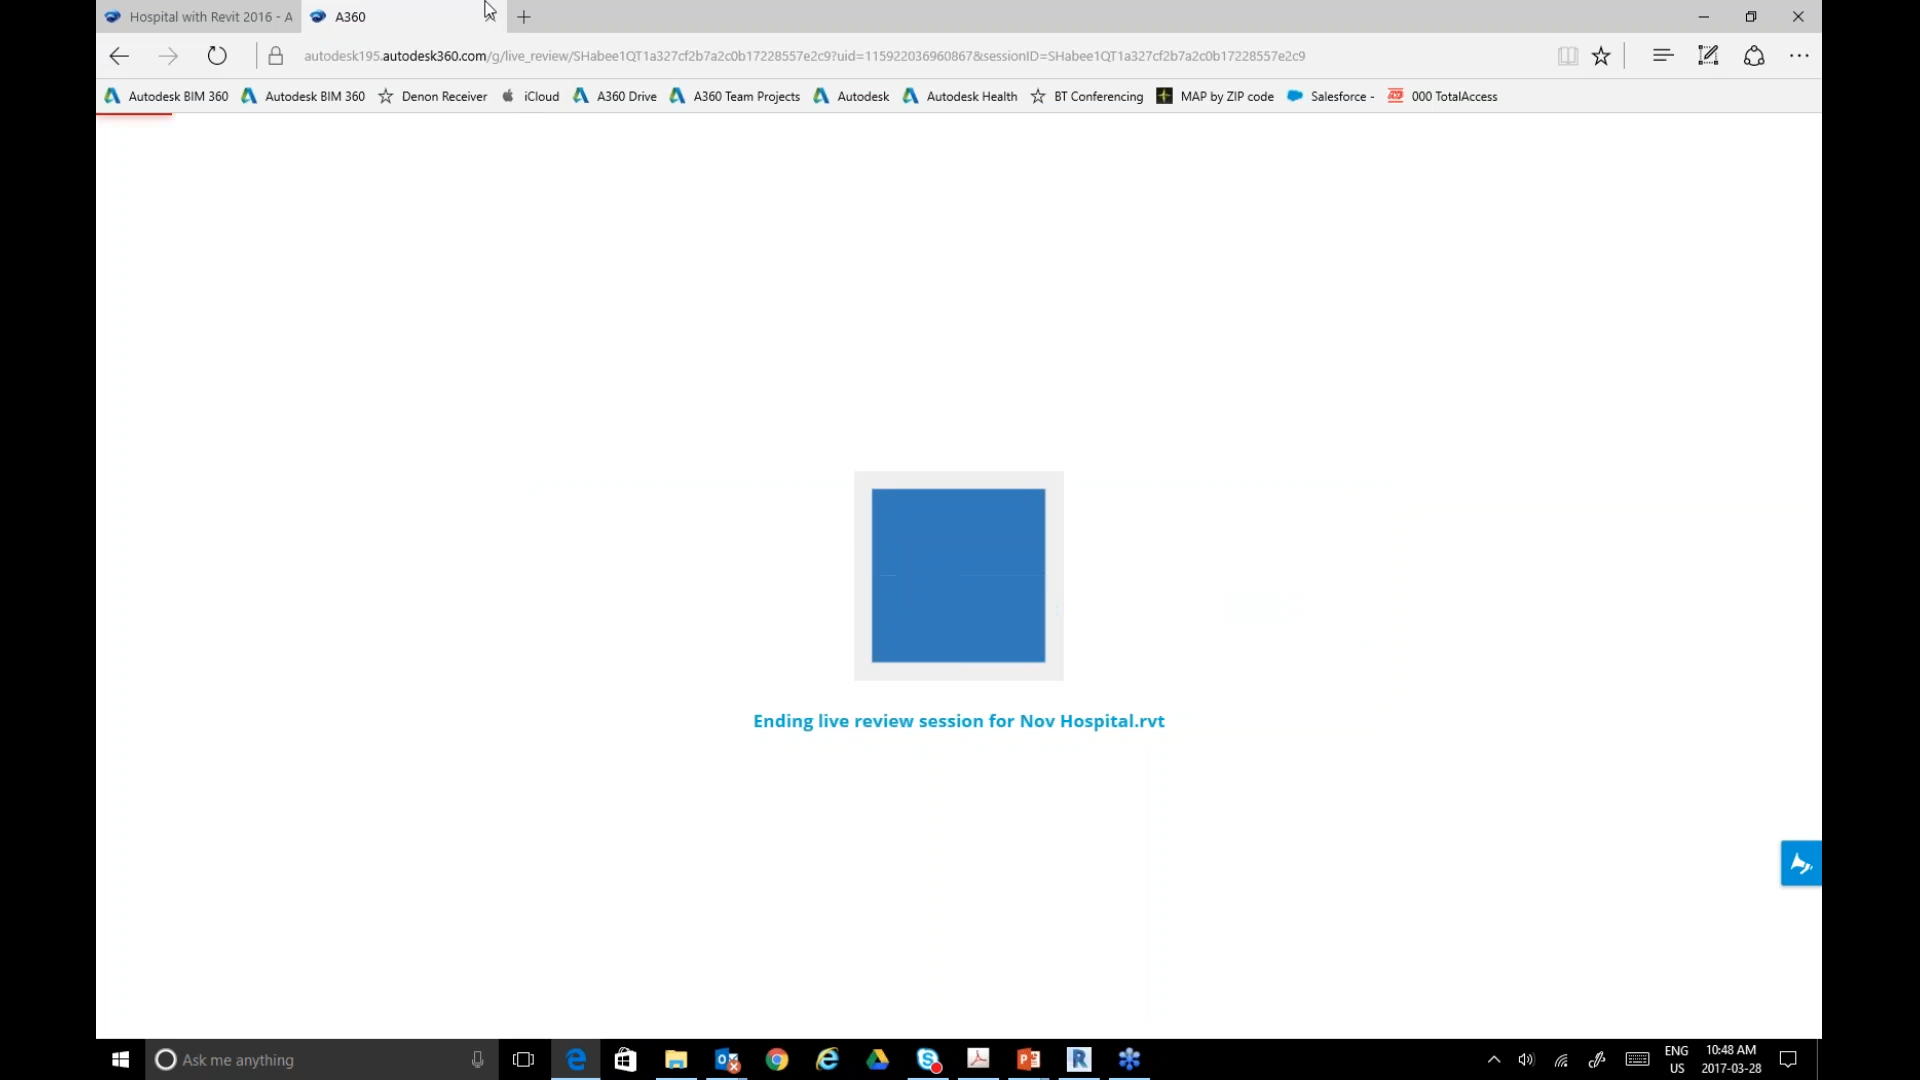 Hospital with Revit 2016 - A
A360
autodesk195.autodesk360.com/g/live_review/SHabee1QT1a327cf2b7a2c0b17228557e2c9?uid=115922036960867&sessionID=SHabee1QT1a327cf2b7a2c0b17228557e2c9
Autodesk BIM 360 Autodesk BIM 360 Denon Receiver iCloud A360 Drive A360 Team Projects Autodesk Autodesk Health BT Conferencing MAP by ZIP code Salesforce - 000 TotalAccess
Ending live review session for Nov Hospital.rvt
Ask me anything
ENG
US
10:48 AM
2017-03-28